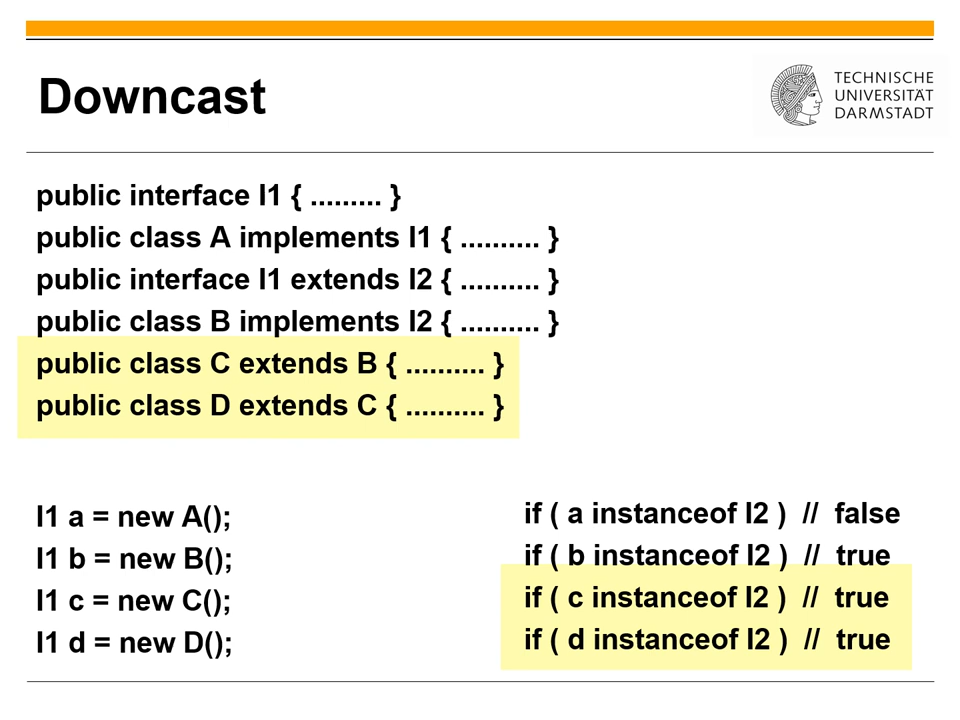 Downcast
TECHNISCHE
UNIVERSITÄT
DARMSTADT
public interface I1 { ......... }
public class A implements I1 { .......... }
public interface I1 extends I2 { .......... }
public class B implements I2 { .......... }
public class C extends B { .......... }
public class D extends C { .......... }
I1 a = new A();
I1 b = new B();
I1 c = new C();
I1 d = new D();
if ( a instanceof I2 ) // false
if ( b instanceof I2 ) // true
if ( c instanceof I2 ) // true
if ( d instanceof I2 ) // true